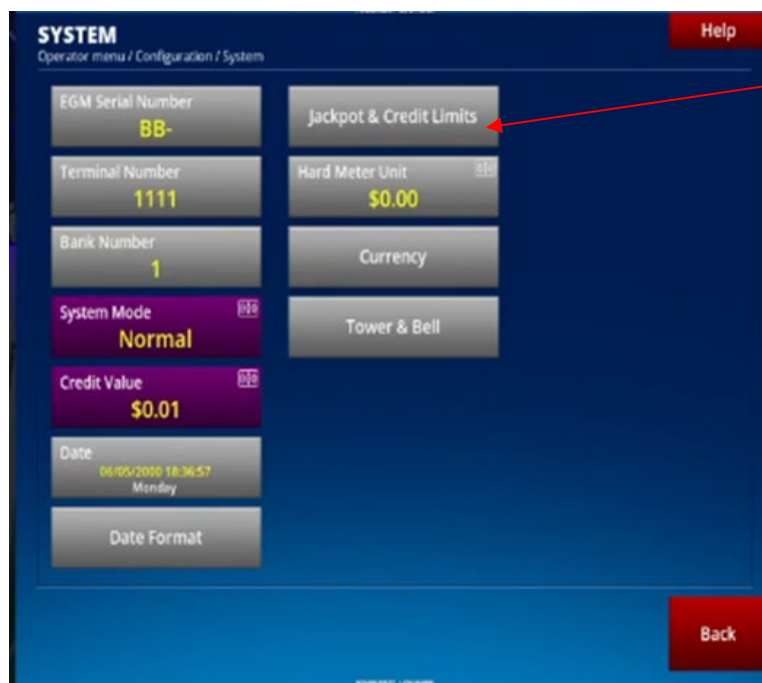 SYSTEM
Operator menu / Configuration / System
Help
EGM Serial Number
BB-
Terminal Number
1111
Bank Number
1
System Mode
Normal
Credit Value
$0.01
Date
06/05/2000 18:36:57
Monday
Date Format
Jackpot & Credit Limits
Hard Meter Unit
$0.00
Currency
Tower & Bell
Back